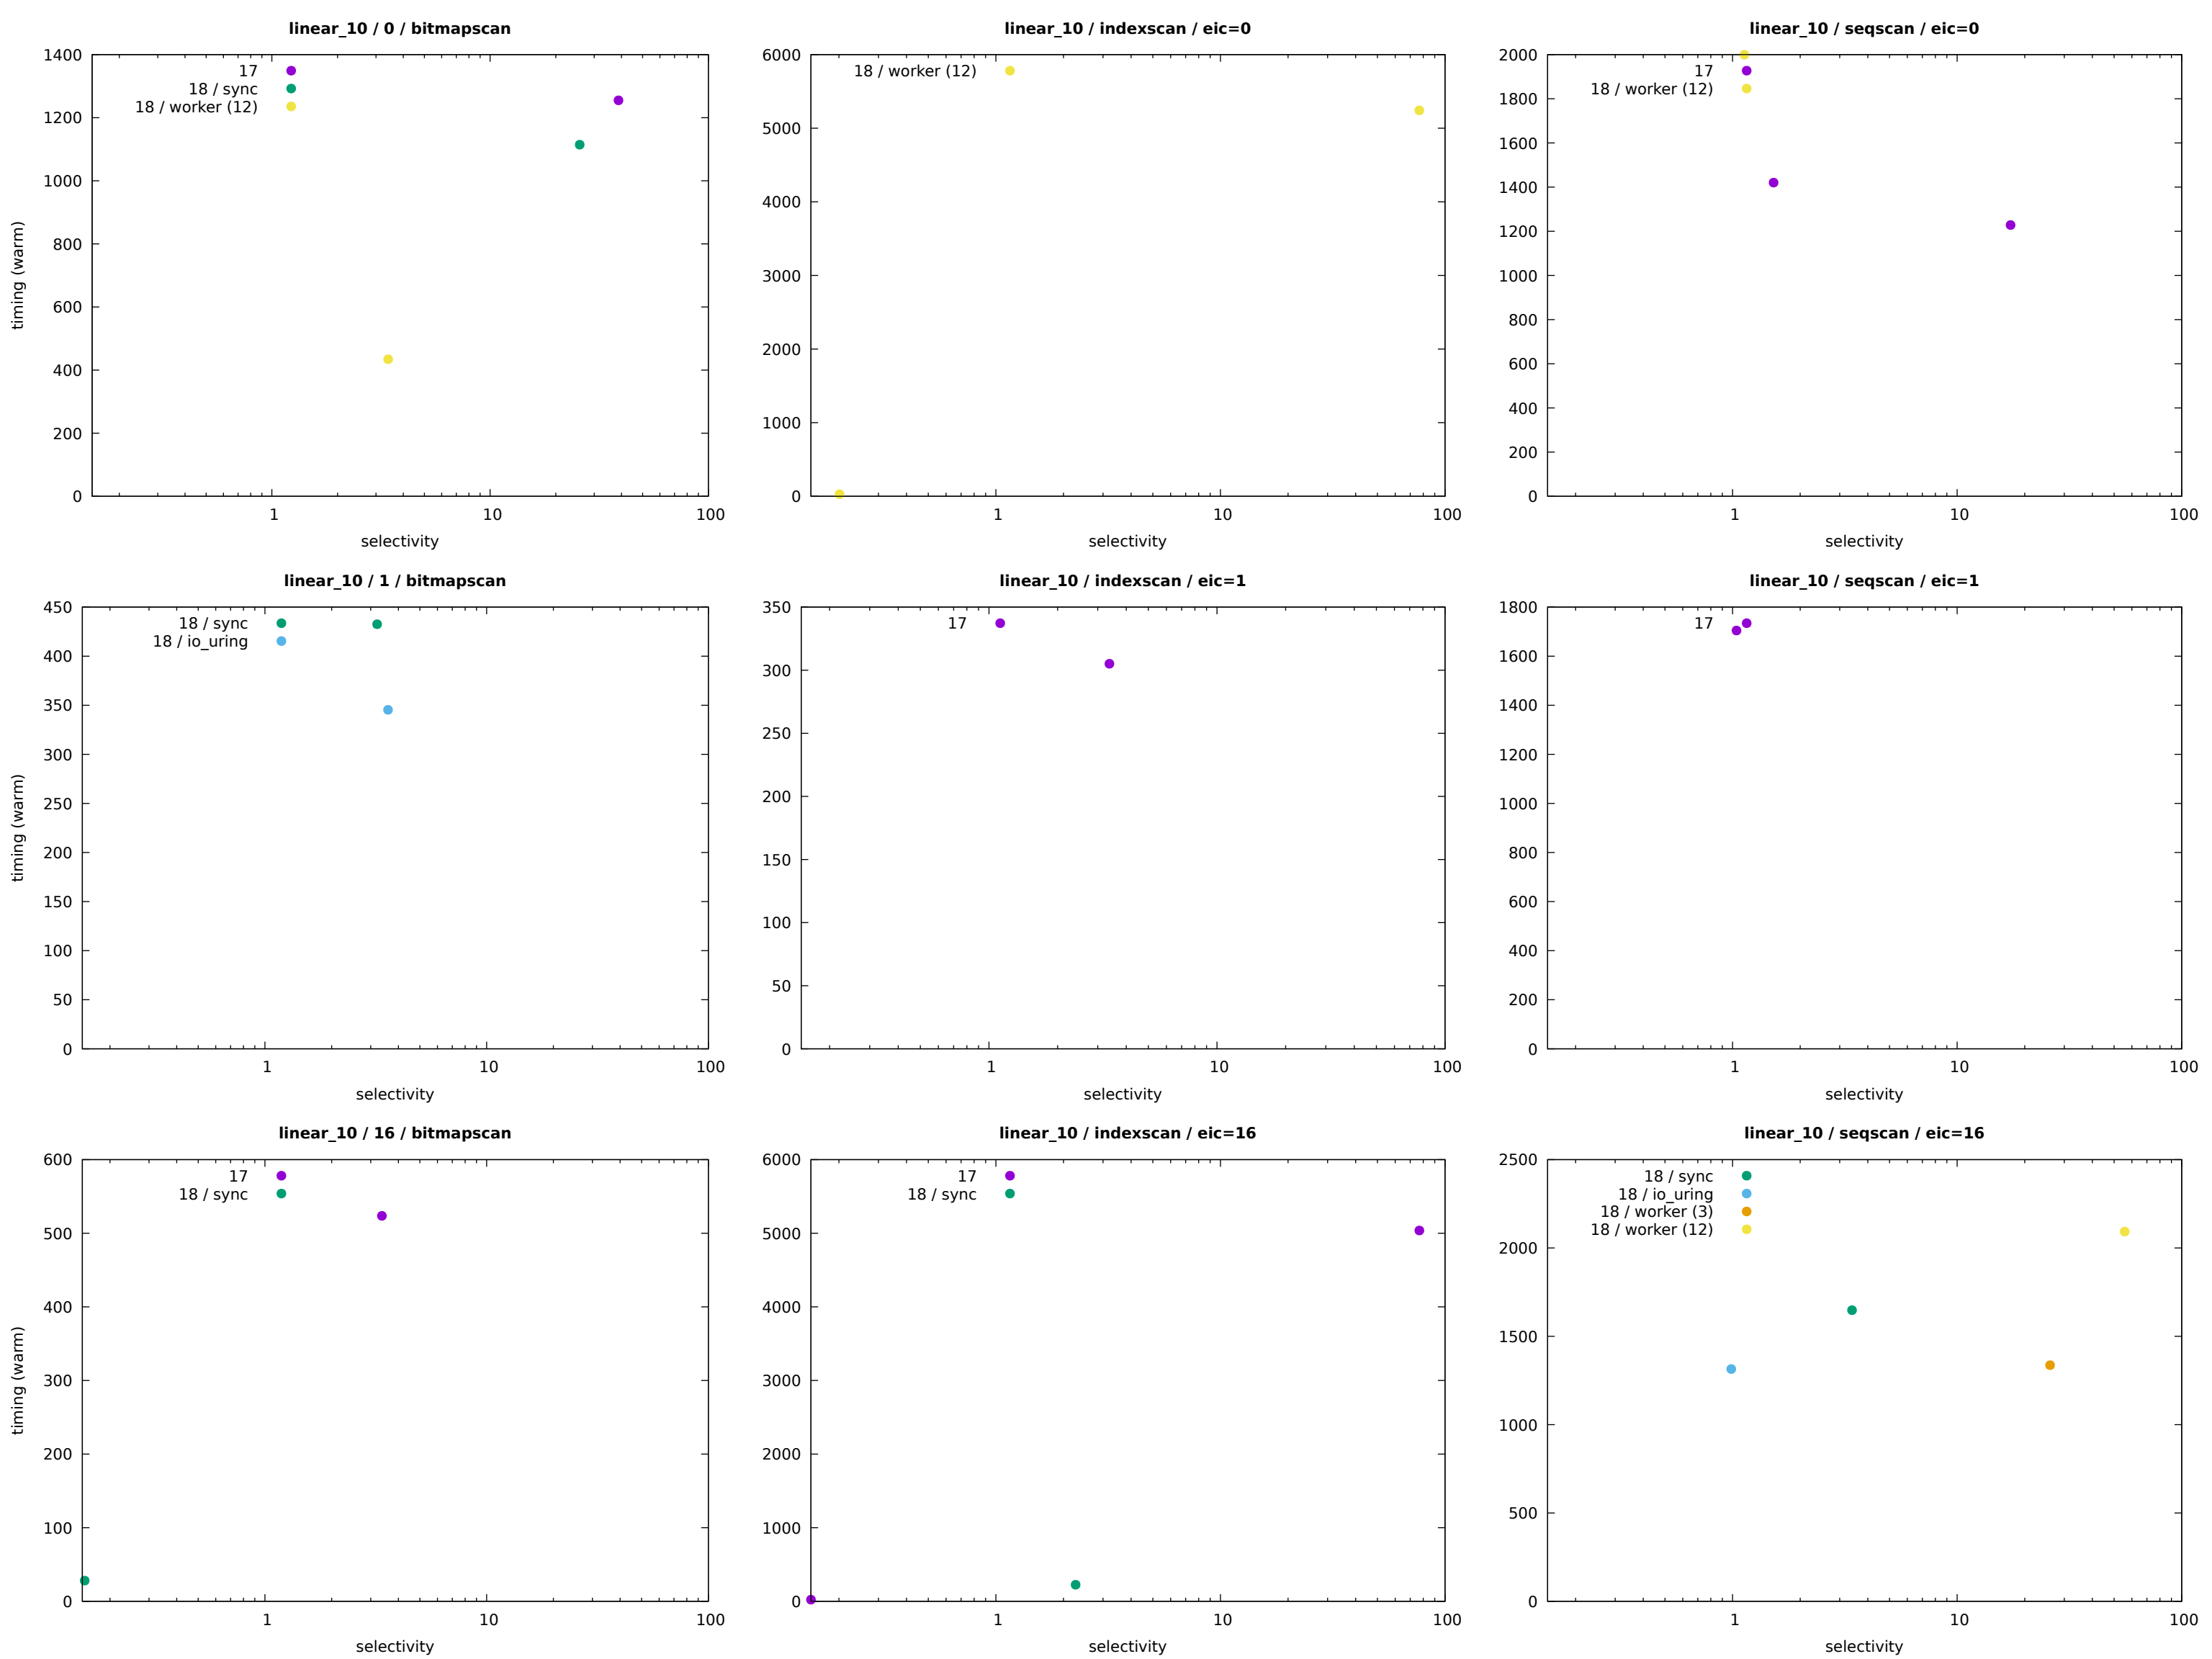 linear_10 / 0 / bitmapscan
1400
1200
1000
800
600
400
200
0
17
18 / sync
18 / worker (12)
timing (warm)
1 10 100
selectivity
linear_10 / indexscan / eic=0
6000
5000
4000
3000
2000
1000
0
18 / worker (12)
1 10 100
selectivity
linear_10 / seqscan / eic=0
2000
1800
1600
1400
1200
1000
800
600
400
200
0
17
18 / worker (12)
1 10 100
selectivity
linear_10 / 1 / bitmapscan
450
400
350
300
250
200
150
100
50
0
18 / sync
18 / io_uring
timing (warm)
1 10 100
selectivity
linear_10 / indexscan / eic=1
350
300
250
200
150
100
50
0
17
1 10 100
selectivity
linear_10 / seqscan / eic=1
1800
1600
1400
1200
1000
800
600
400
200
0
17
1 10 100
selectivity
linear_10 / 16 / bitmapscan
600
500
400
300
200
100
0
17
18 / sync
timing (warm)
1 10 100
selectivity
linear_10 / indexscan / eic=16
6000
5000
4000
3000
2000
1000
0
17
18 / sync
1 10 100
selectivity
linear_10 / seqscan / eic=16
2500
2000
1500
1000
500
0
18 / sync
18 / io_uring
18 / worker (3)
18 / worker (12)
1 10 100
selectivity